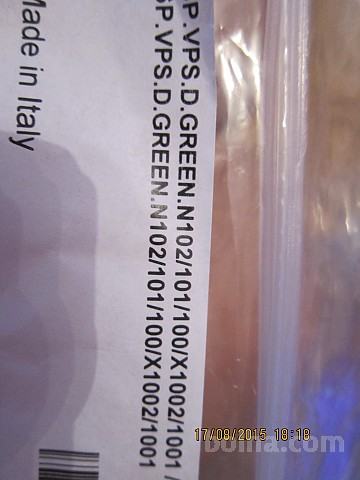 SP.VPS.D.GREEN.N102/101/100/X1002/1001 /
SP.VPS.D.GREEN.N102/101/100/X1002/1001
Made in Italy
17/08/2015 18:18
bolha.com